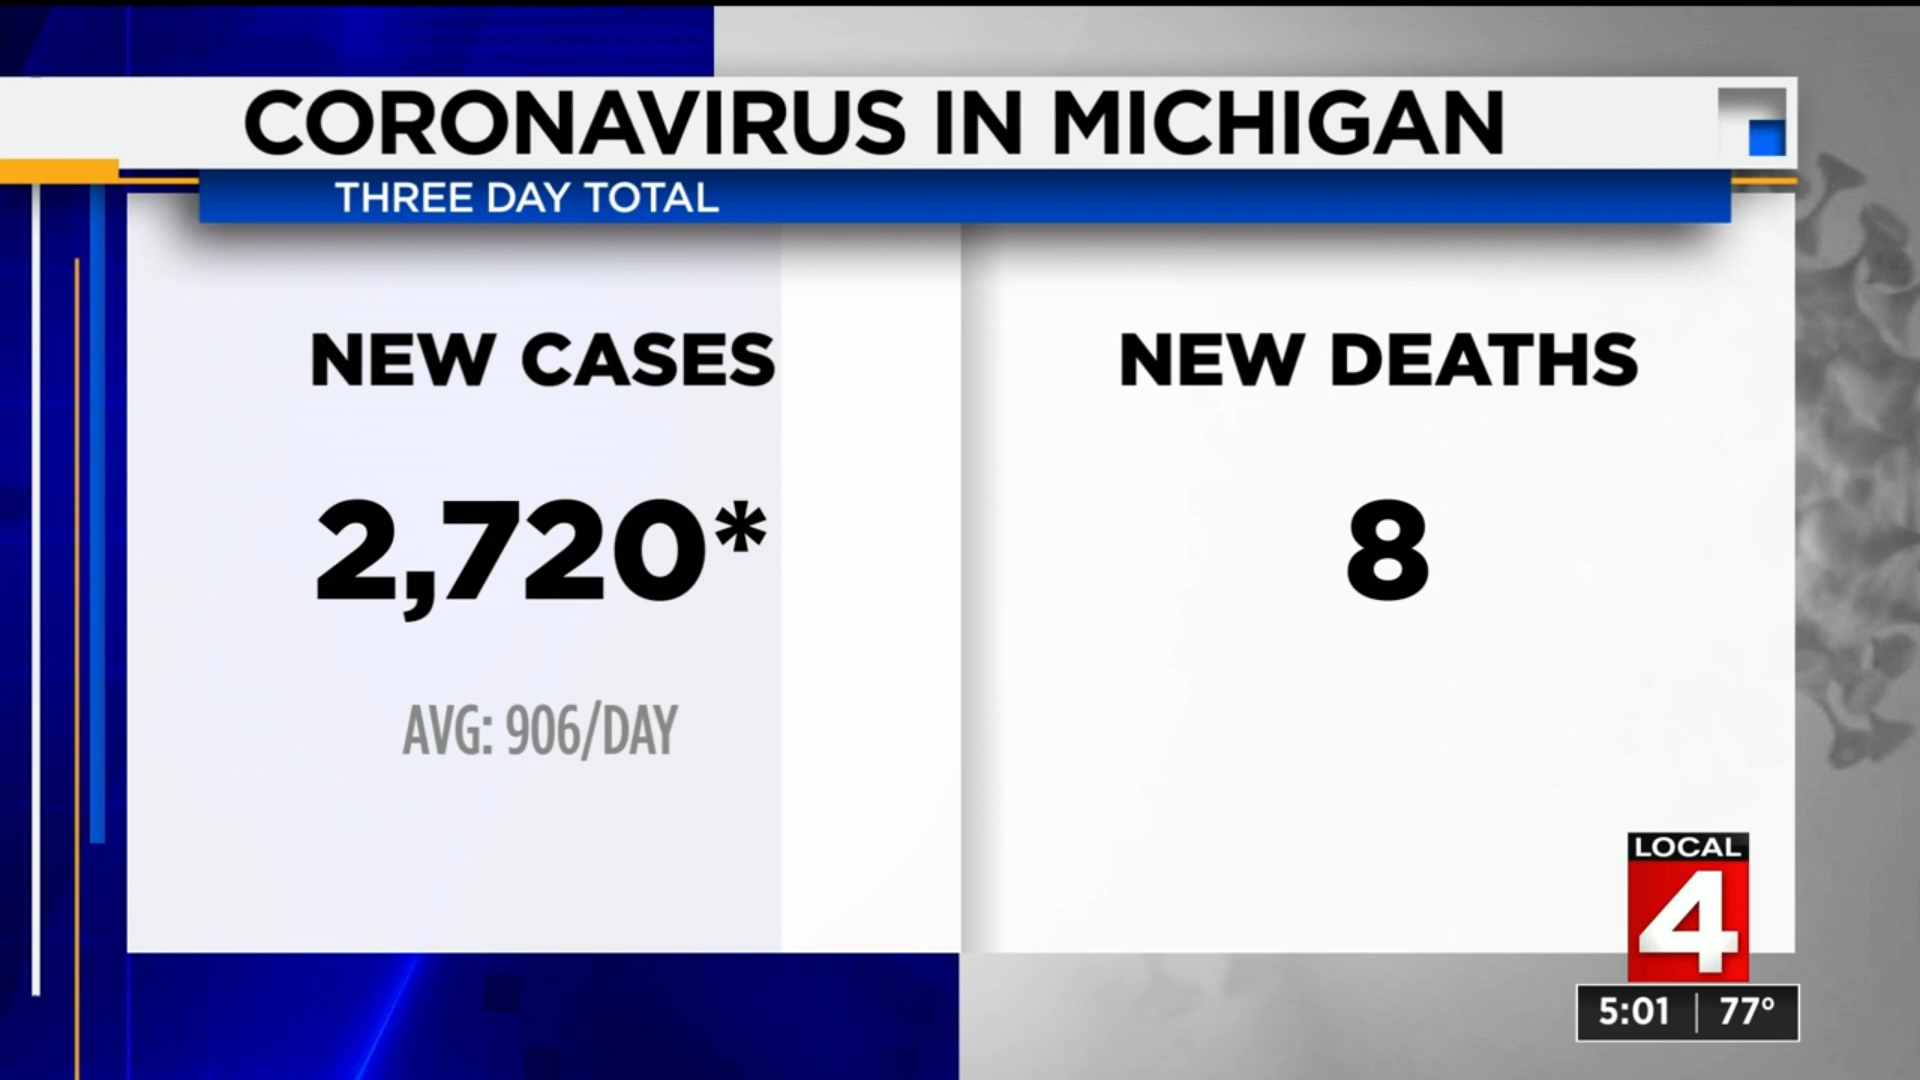 CORONAVIRUS IN MICHIGAN
THREE DAY TOTAL
NEW CASES
2,720*
AVG: 906/DAY
NEW DEATHS
8
LOCAL
4
5:01 77°